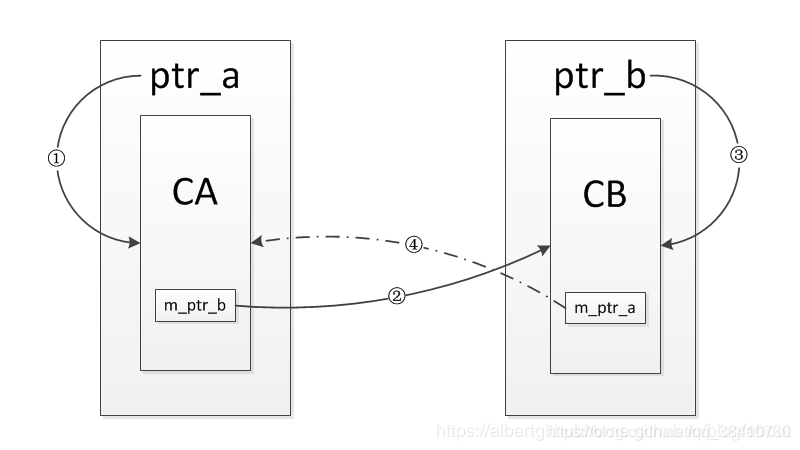 ptr_a
ptr_b
①
③
CA
CB
④
②
m_ptr_b
m_ptr_a